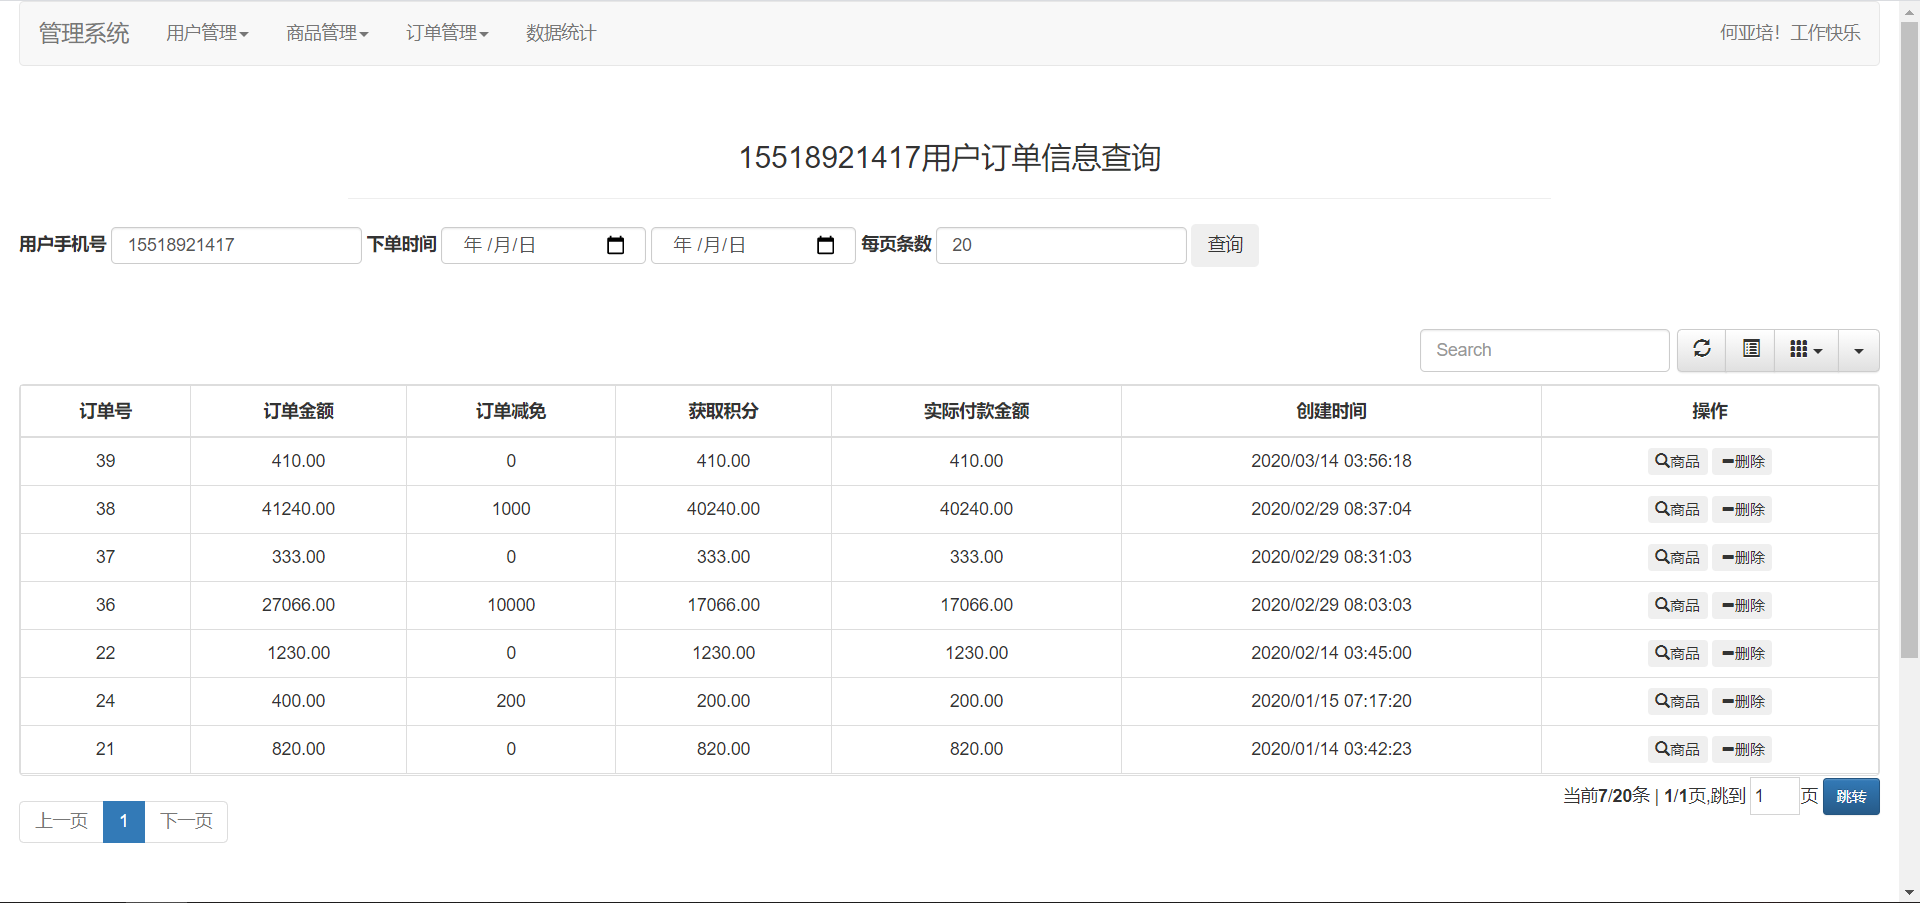 管理系统 用户管理 商品管理 订单管理 数据统计 何亚培！工作快乐
15518921417用户订单信息查询
用户手机号 15518921417 下单时间 年 /月/日 年 /月/日 每页条数 20 查询
Search
订单号 订单金额 订单减免 获取积分 实际付款金额 创建时间 操作
39 410.00 0 410.00 410.00 2020/03/14 03:56:18 商品 删除
38 41240.00 1000 40240.00 40240.00 2020/02/29 08:37:04 商品 删除
37 333.00 0 333.00 333.00 2020/02/29 08:31:03 商品 删除
36 27066.00 10000 17066.00 17066.00 2020/02/29 08:03:03 商品 删除
22 1230.00 0 1230.00 1230.00 2020/02/14 03:45:00 商品 删除
24 400.00 200 200.00 200.00 2020/01/15 07:17:20 商品 删除
21 820.00 0 820.00 820.00 2020/01/14 03:42:23 商品 删除
当前7/20条 | 1/1页,跳到 1 页 跳转
上一页 1 下一页